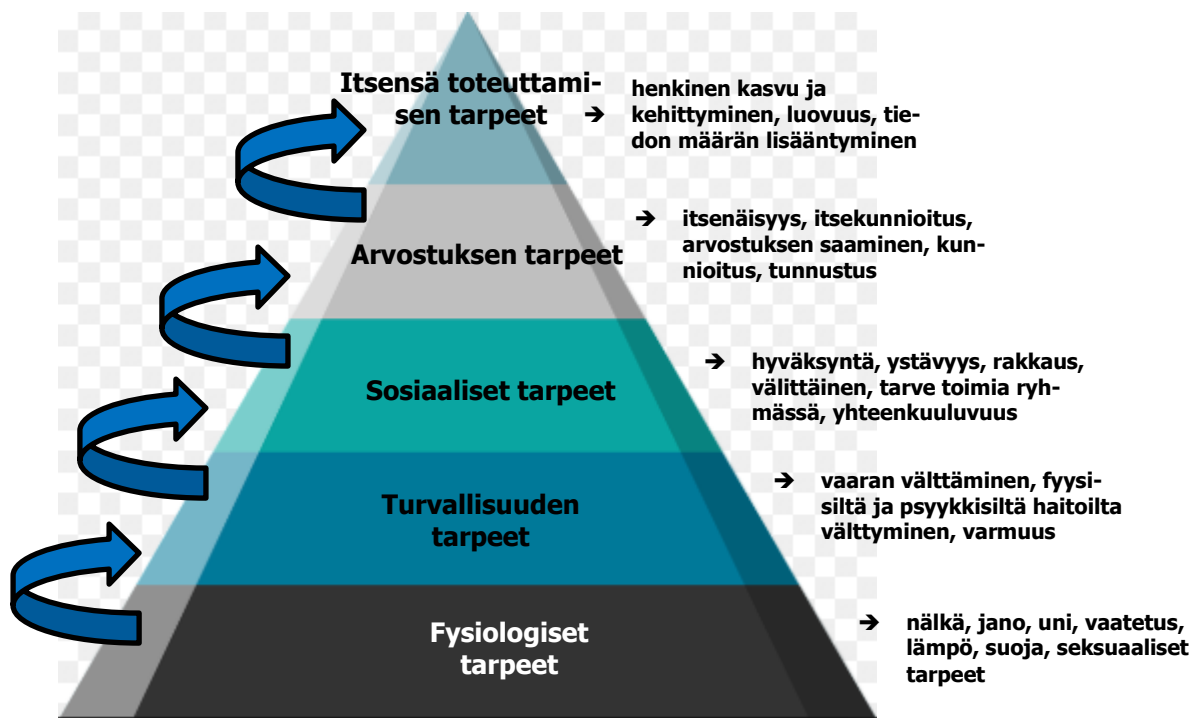 Itsensä toteuttami-
sen tarpeet
➔ henkinen kasvu ja
kehittyminen, luovuus, tie-
don määrän lisääntyminen
Arvostuksen tarpeet
➔ itsenäisyys, itsekunnioitus,
arvostuksen saaminen, kun-
nioitus, tunnustus
Sosiaaliset tarpeet
➔ hyväksyntä, ystävyys, rakkaus,
välittäinen, tarve toimia ryh-
mässä, yhteenkuuluvuus
Turvallisuuden
tarpeet
➔ vaaran välttäminen, fyysi-
siltä ja psyykkisiltä haitoilta
välttyminen, varmuus
Fysiologiset
tarpeet
➔ nälkä, jano, uni, vaatetus,
lämpö, suoja, seksuaaliset
tarpeet